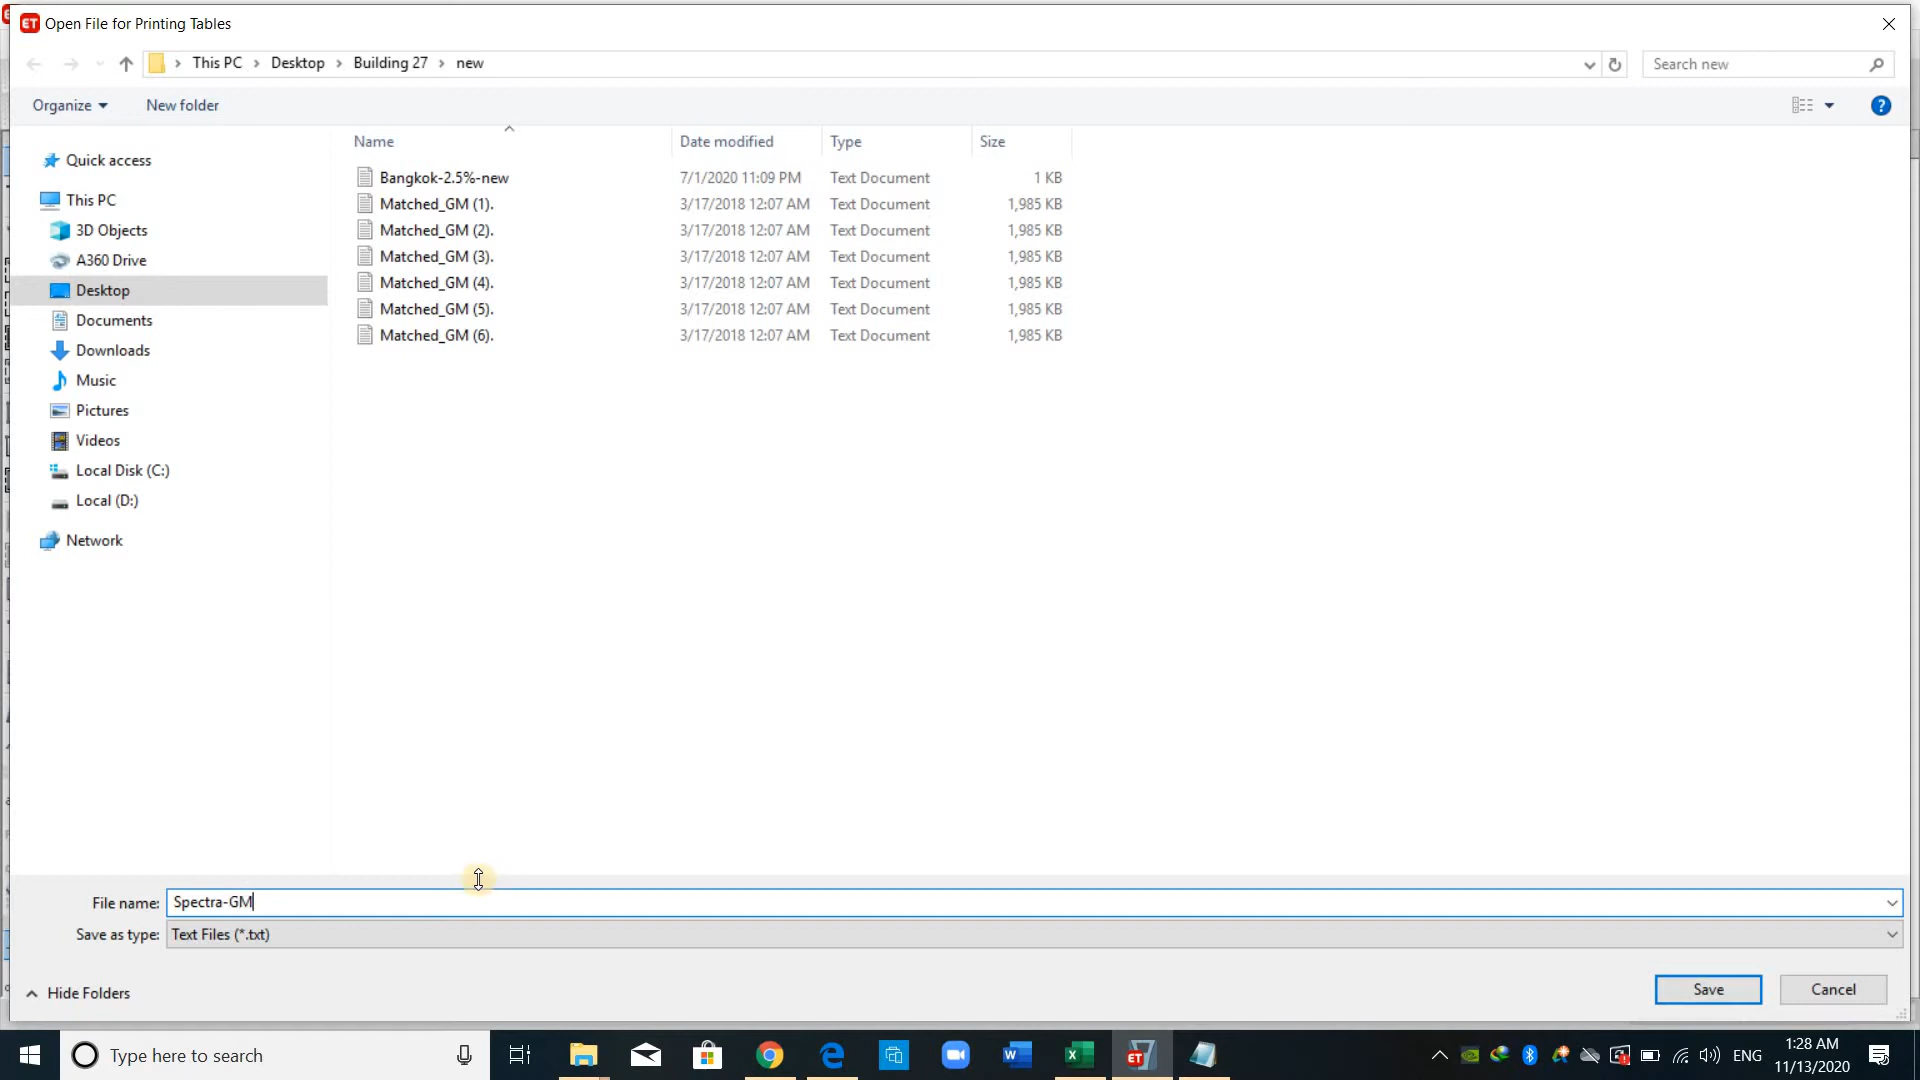 ET Open File for Printing Tables
This PC Desktop Building 27 new
Search new
Organize New folder
?
Name Date modified Type Size
Quick access
This PC
3D Objects
A360 Drive
Desktop
Documents
Downloads
Music
Pictures
Videos
Local Disk (C:)
Local (D:)
Network
Bangkok-2.5%-new 7/1/2020 11:09 PM Text Document 1 KB
Matched_GM (1). 3/17/2018 12:07 AM Text Document 1,985 KB
Matched_GM (2). 3/17/2018 12:07 AM Text Document 1,985 KB
Matched_GM (3). 3/17/2018 12:07 AM Text Document 1,985 KB
Matched_GM (4). 3/17/2018 12:07 AM Text Document 1,985 KB
Matched_GM (5). 3/17/2018 12:07 AM Text Document 1,985 KB
Matched_GM (6). 3/17/2018 12:07 AM Text Document 1,985 KB
File name: Spectra-GM
Save as type: Text Files (*.txt)
Hide Folders
Save Cancel
Type here to search
ET
ENG
1:28 AM
11/13/2020